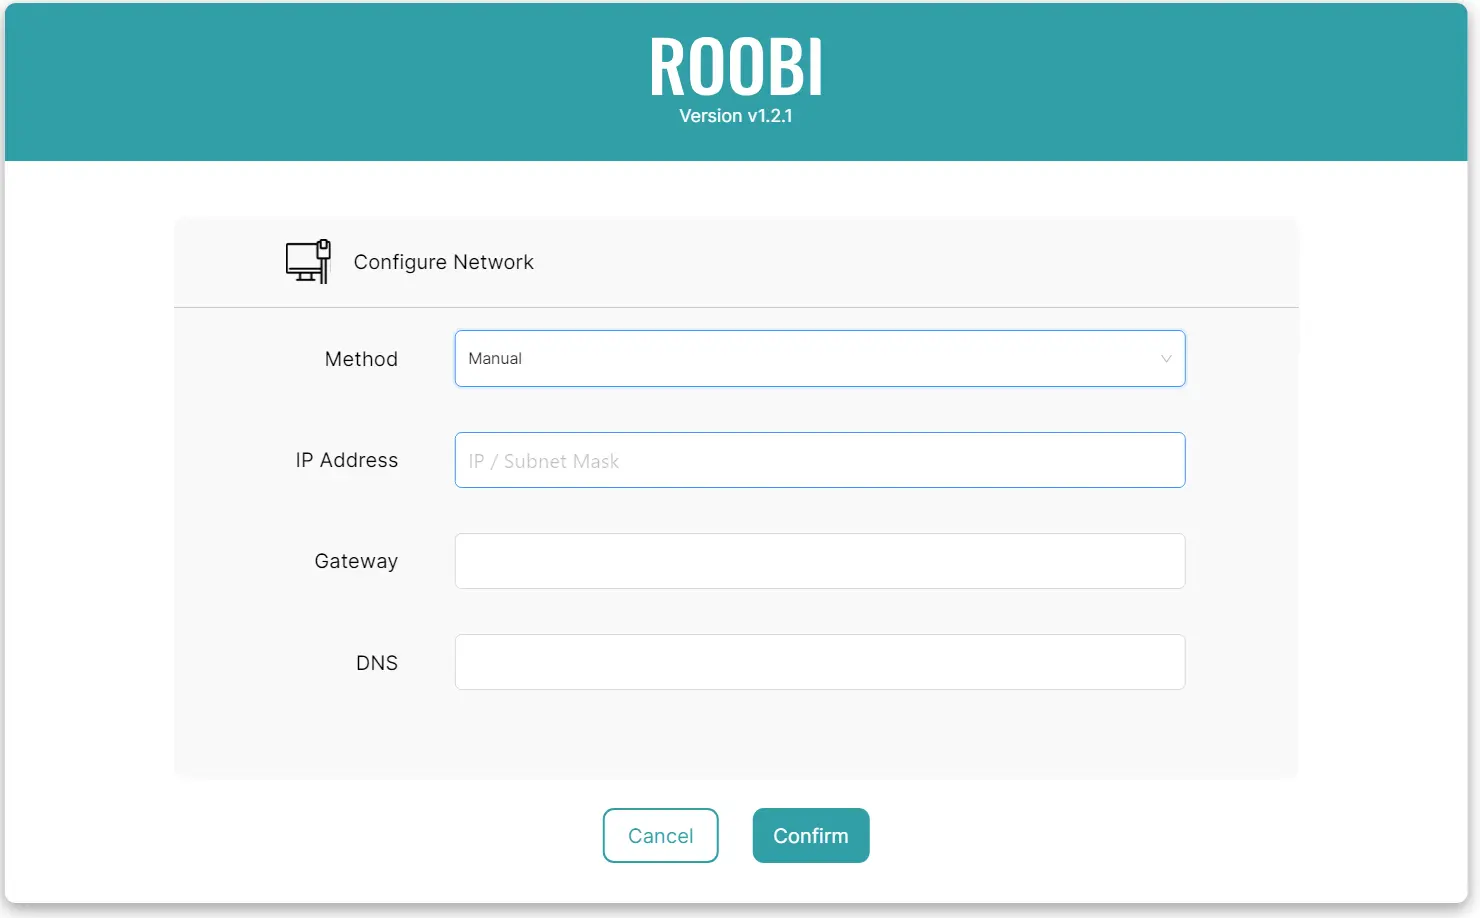 ROOBI
Version v1.2.1
Configure Network
Method
Manual
IP Address
IP / Subnet Mask
Gateway
DNS
Cancel
Confirm